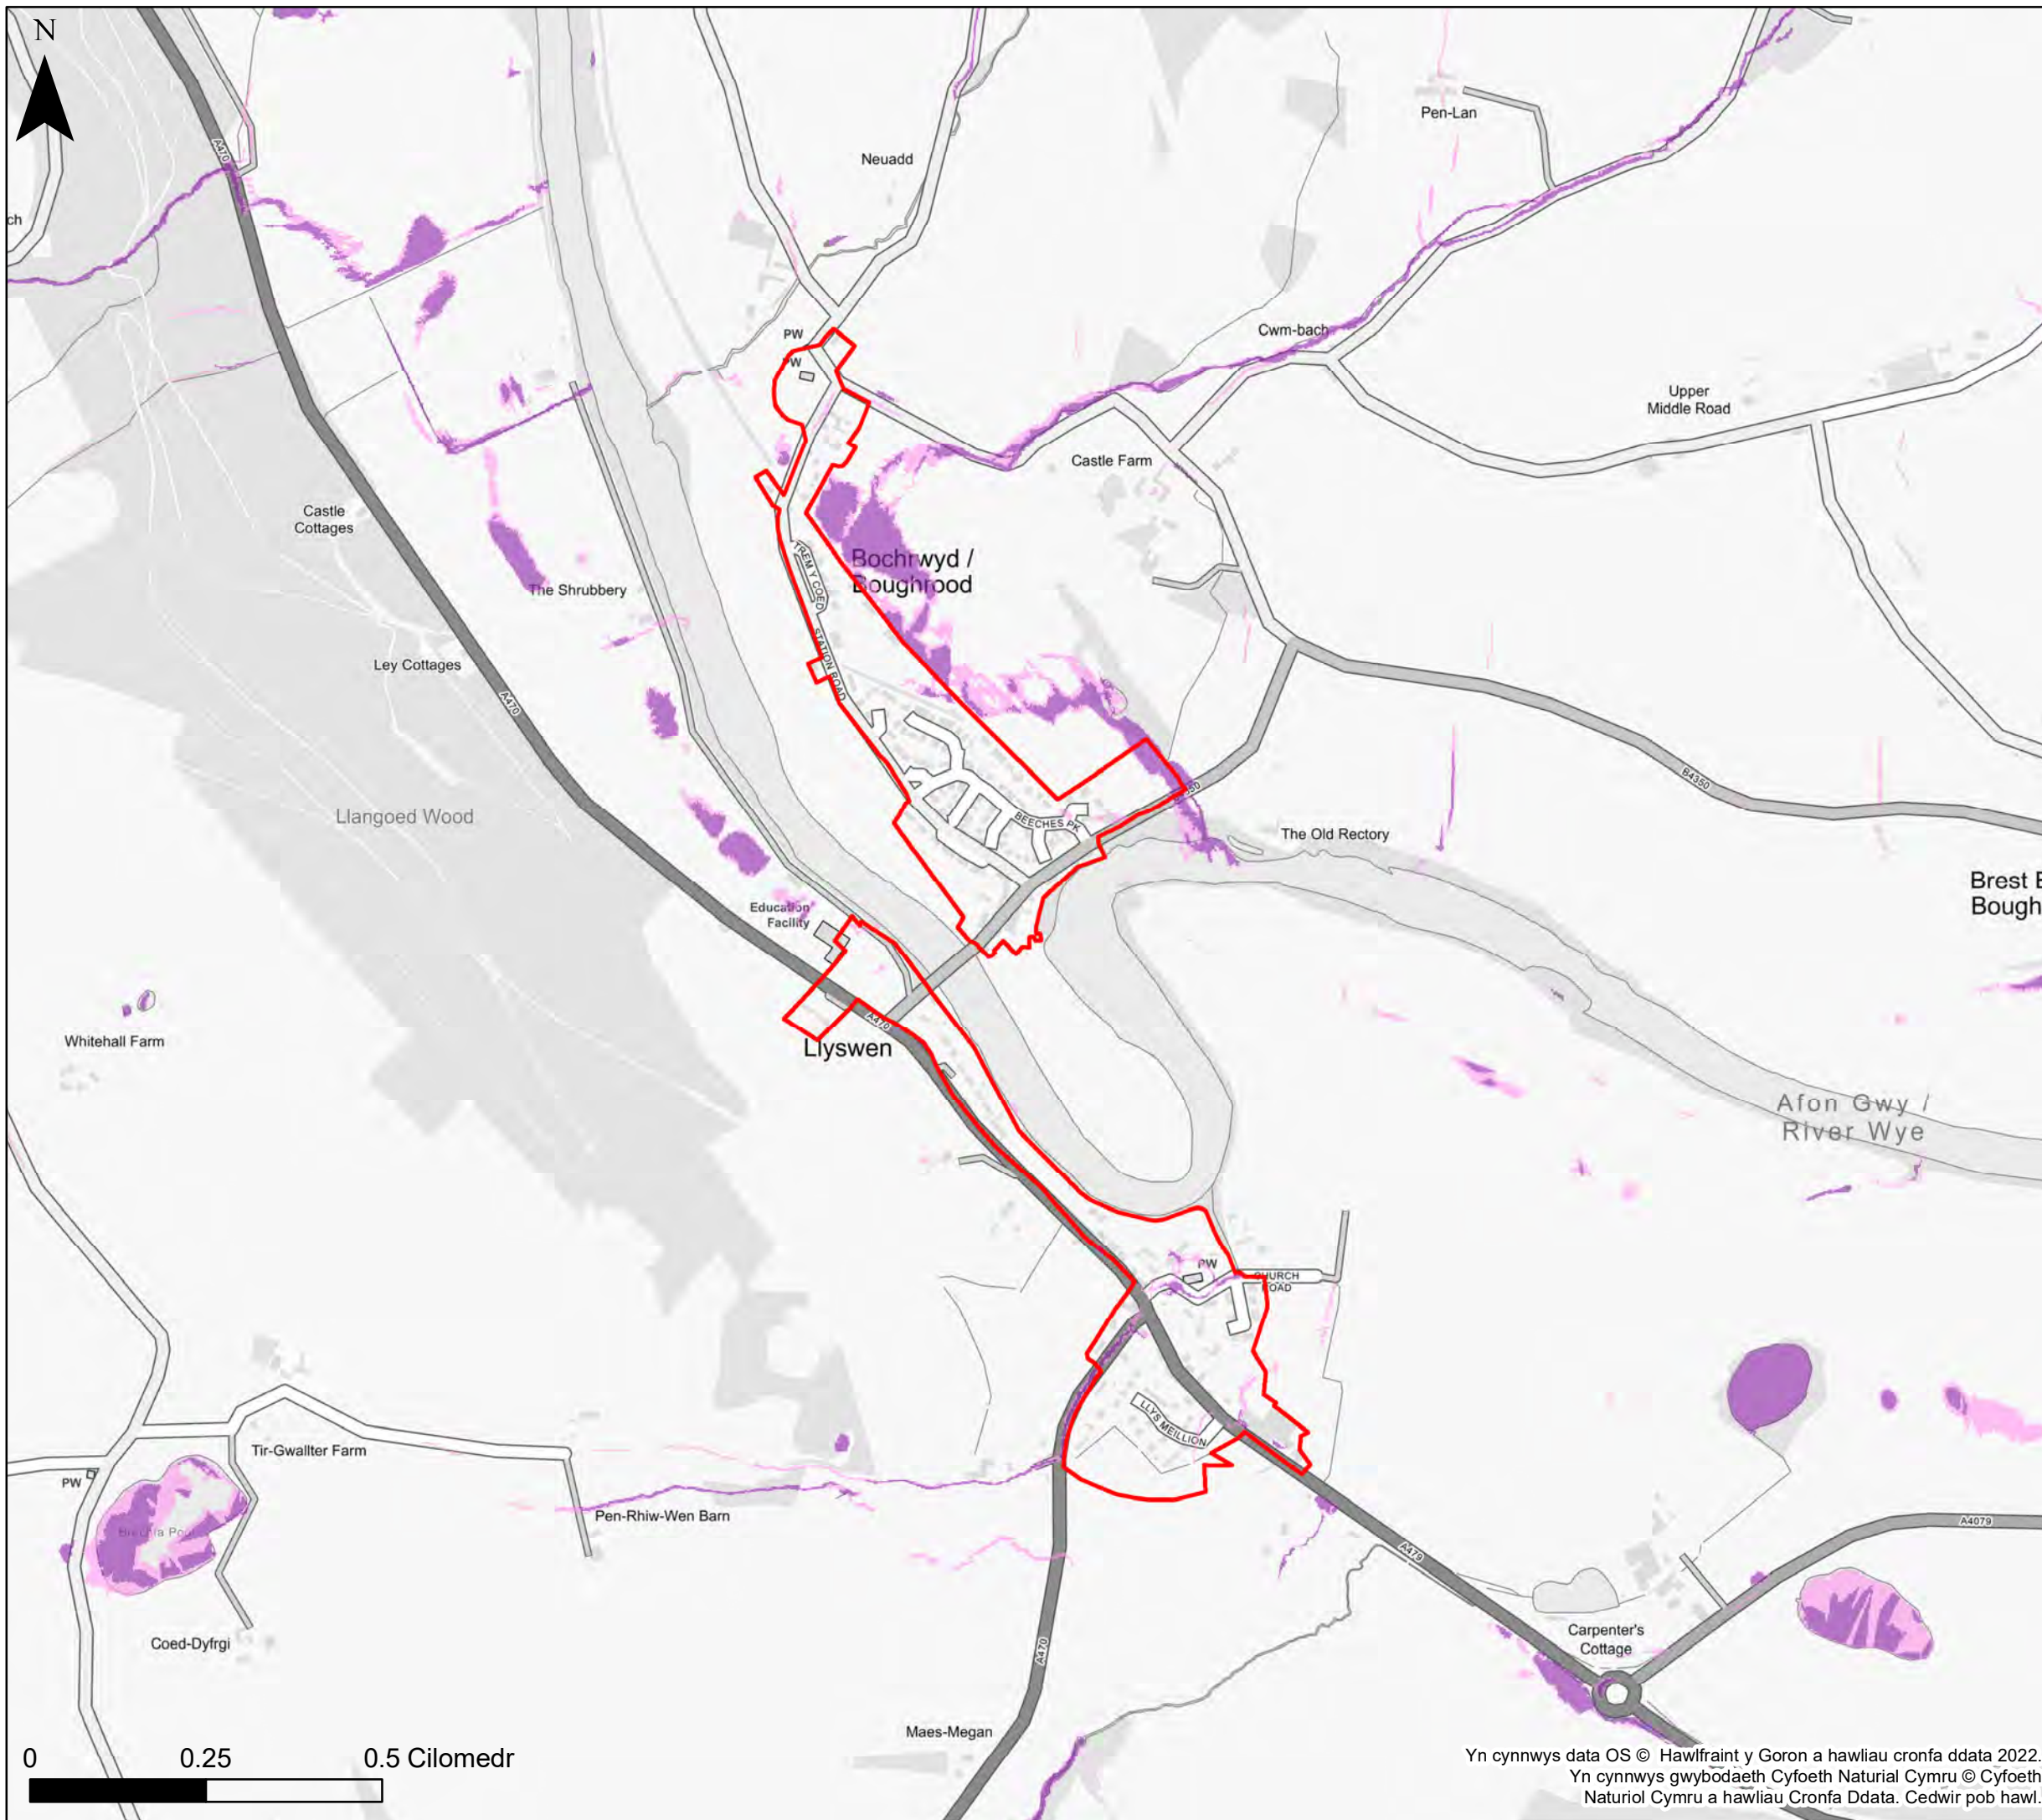 N
A470
Pen-Lan
Neuadd
ch
Cwm-bach
PW
PW
Upper
Middle Road
Castle Farm
Castle
Cottages
Bochrwyd /
Boughrood
TREM Y COED
The Shrubbery
STATION ROAD
Ley Cottages
A470
B4350
Llangoed Wood
BEECHES PK
The Old Rectory
Brest B
Bough
Education
Facility
A470
Llyswen
Whitehall Farm
Afon Gwy /
River Wye
PW
CHURCH
ROAD
LLYS MEILLION
Tir-Gwallter Farm
PW
Pen-Rhiw-Wen Barn
Brechfa Pool
A4079
A479
Coed-Dyfrgi
Carpenter's
Cottage
A470
Maes-Megan
0 0.25 0.5 Cilomedr
Yn cynnwys data OS © Hawlfraint y Goron a hawliau cronfa ddata 2022.
Yn cynnwys gwybodaeth Cyfoeth Naturial Cymru © Cyfoeth
Naturiol Cymru a hawliau Cronfa Ddata. Cedwir pob hawl.